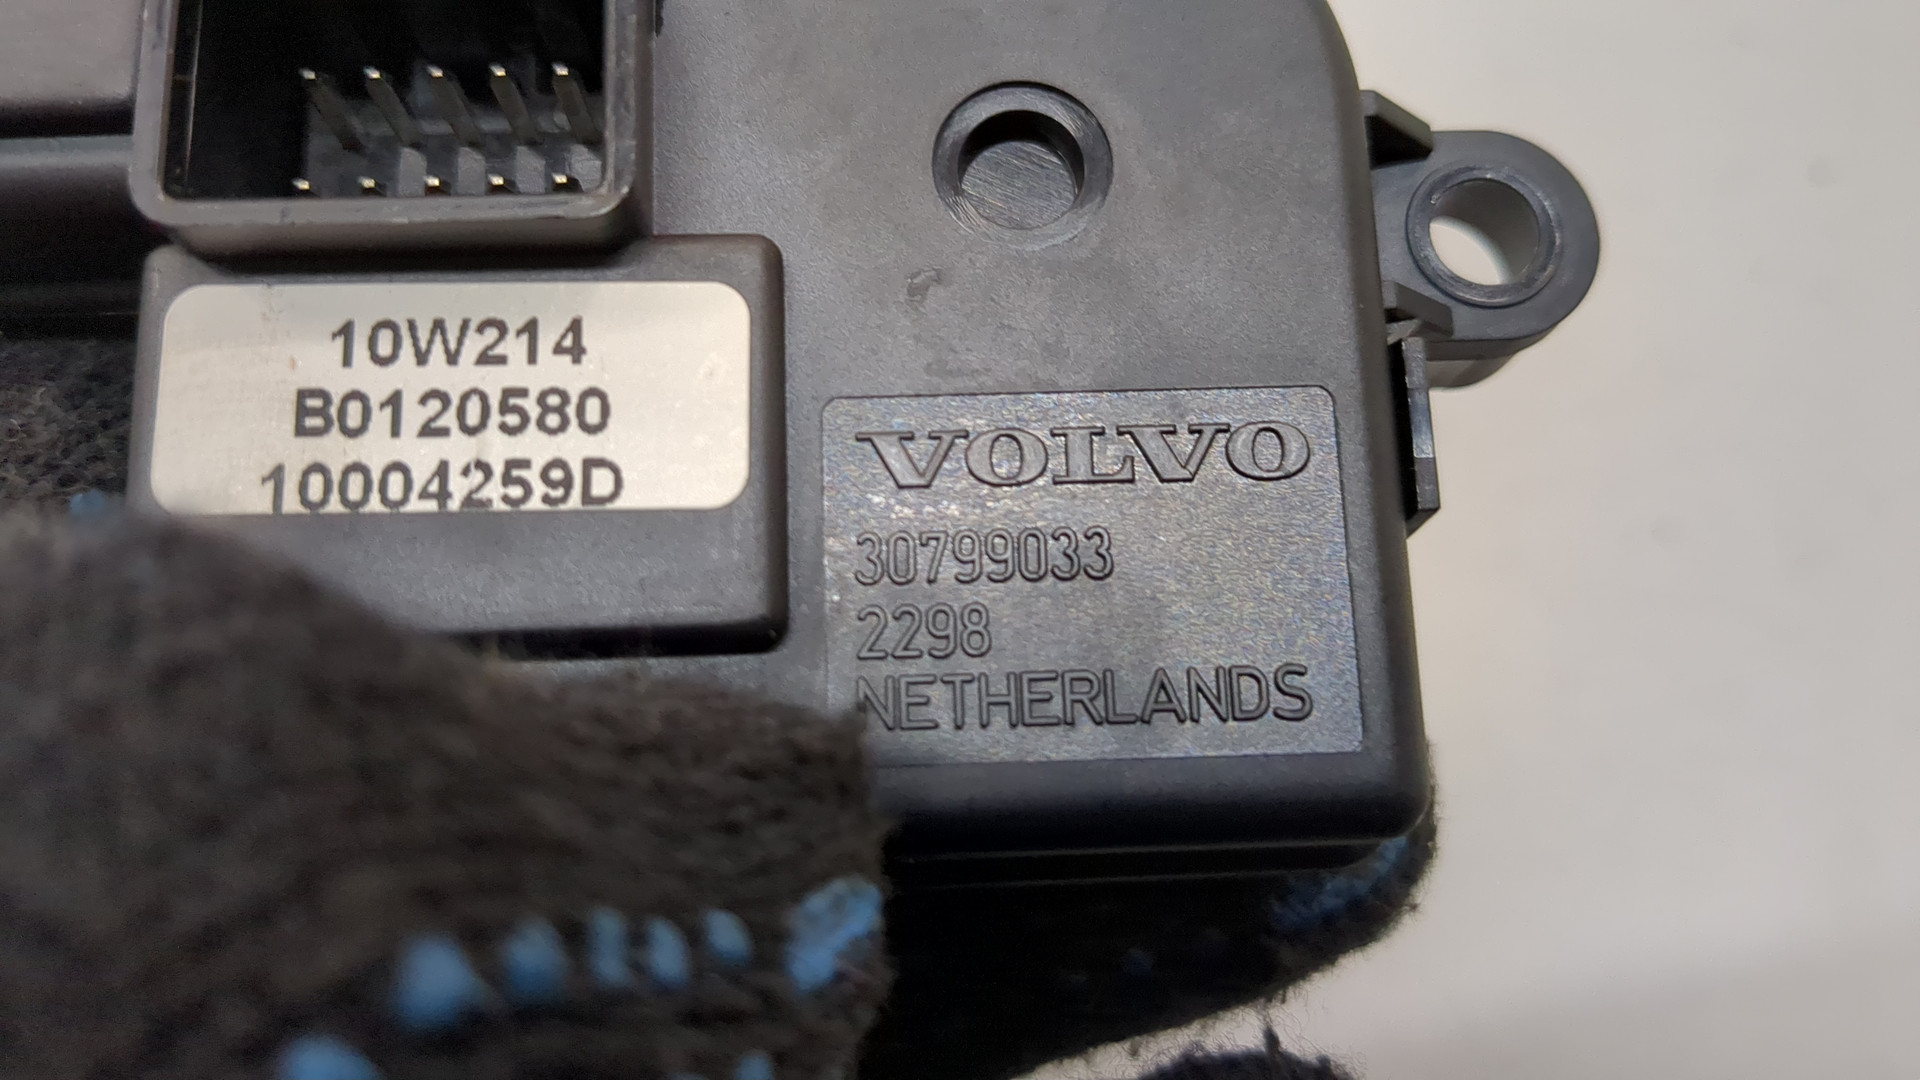 10W214
B0120580
10004259D
VOLVO
30799033
2298
NETHERLANDS